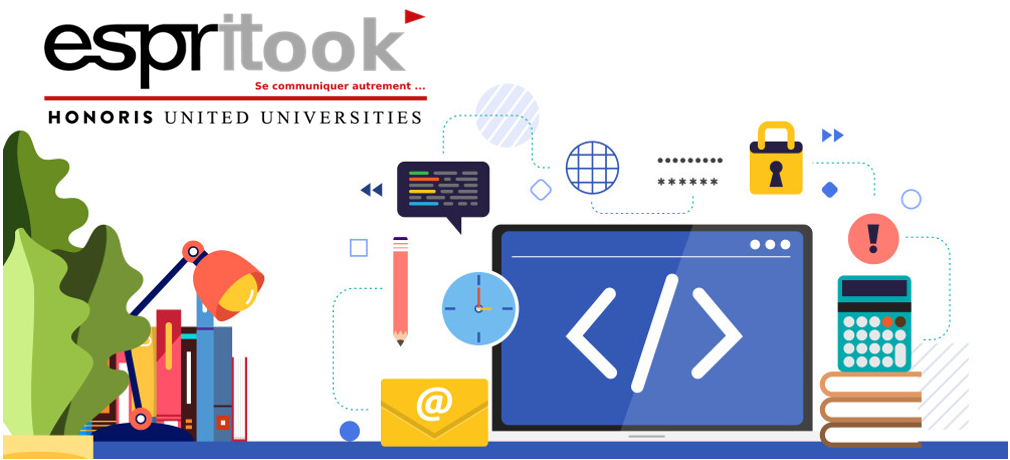 espritook
Se communiquer autrement ...
HONORIS UNITED UNIVERSITIES
******
</>
@
!